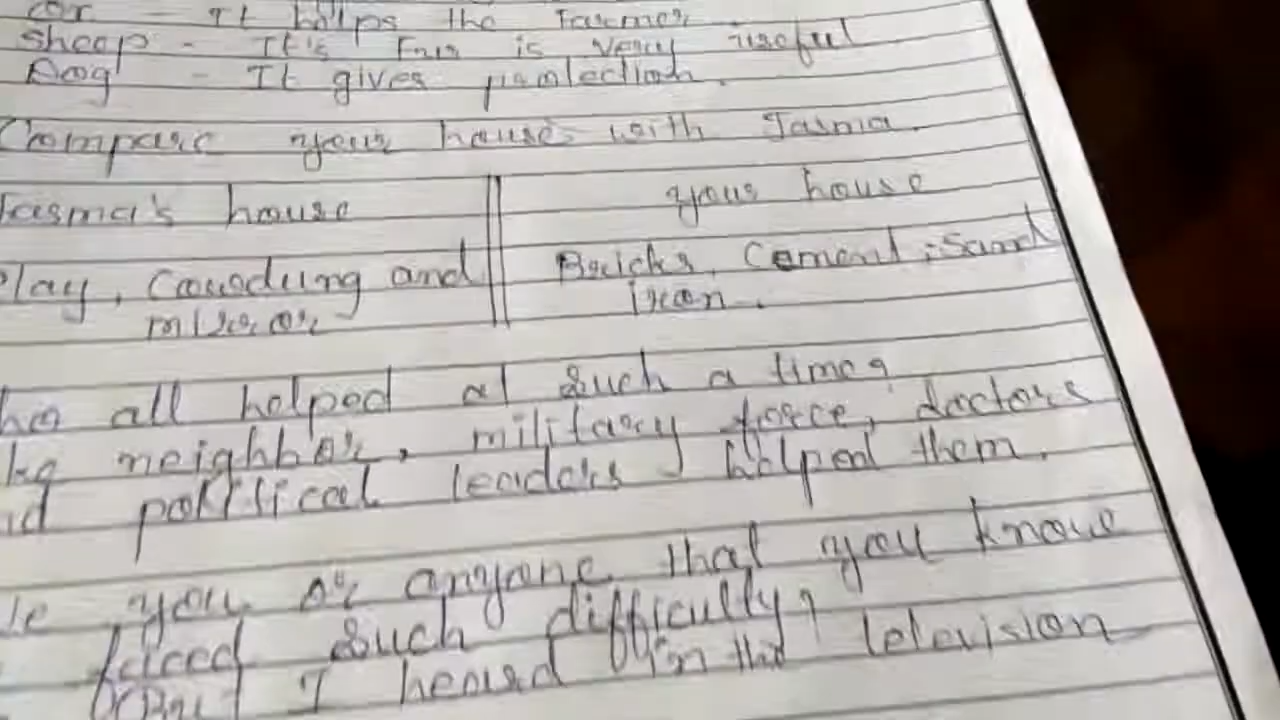 It helps the farmer
Sheep - It's Fur is very useful
Dog - It gives protection.
Compare your house with Jasma.
Jasma's house your house
Clay, Cowdung and Bricks, Cement, Sand
mirror Iron.
all helped at such a time?
neighbor, military force, doctors
political leaders helped them.
you or anyone that you know
faced such difficulty?
I heard in the television